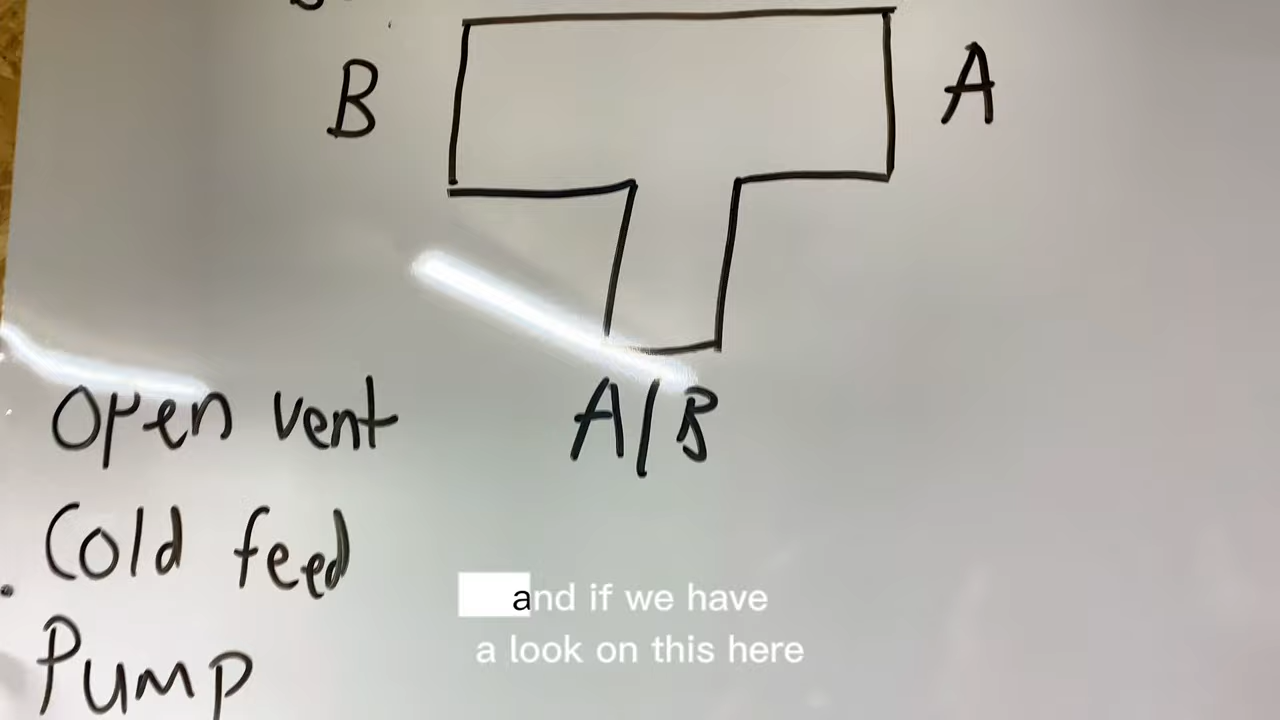 B
A
A/B
Open vent
Cold feed
Pump
and if we have
a look on this here